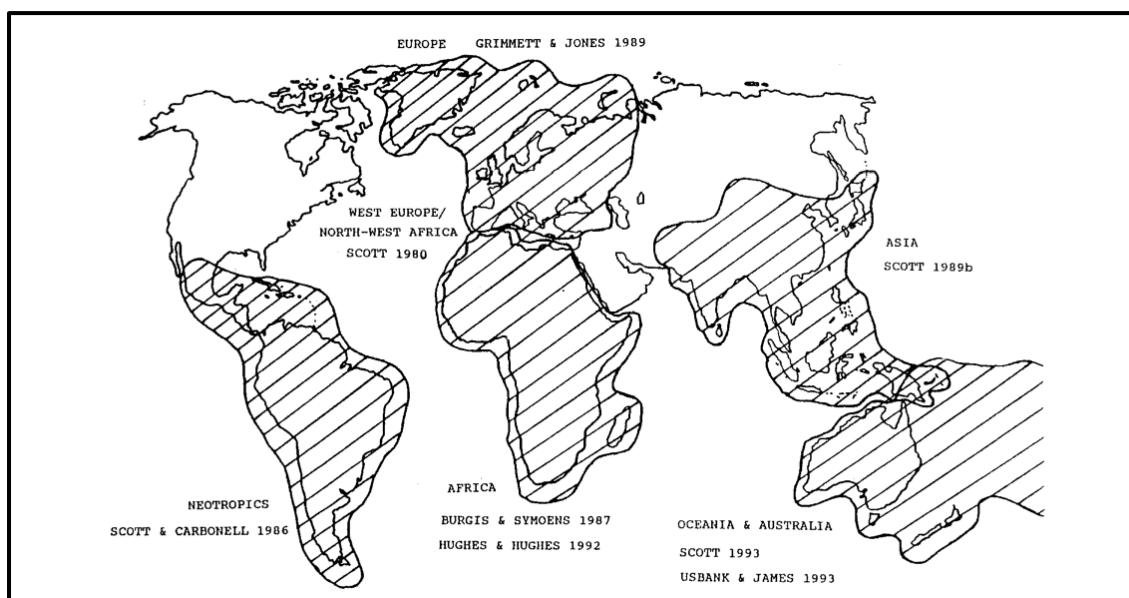 EUROPE GRIMMETT & JONES 1989
WEST EUROPE/
NORTH-WEST AFRICA
SCOTT 1980
ASIA
SCOTT 1989b
NEOTROPICS
SCOTT & CARBONELL 1986
AFRICA
BURGIS & SYMOENS 1987
HUGHES & HUGHES 1992
OCEANIA & AUSTRALIA
SCOTT 1993
USBANK & JAMES 1993